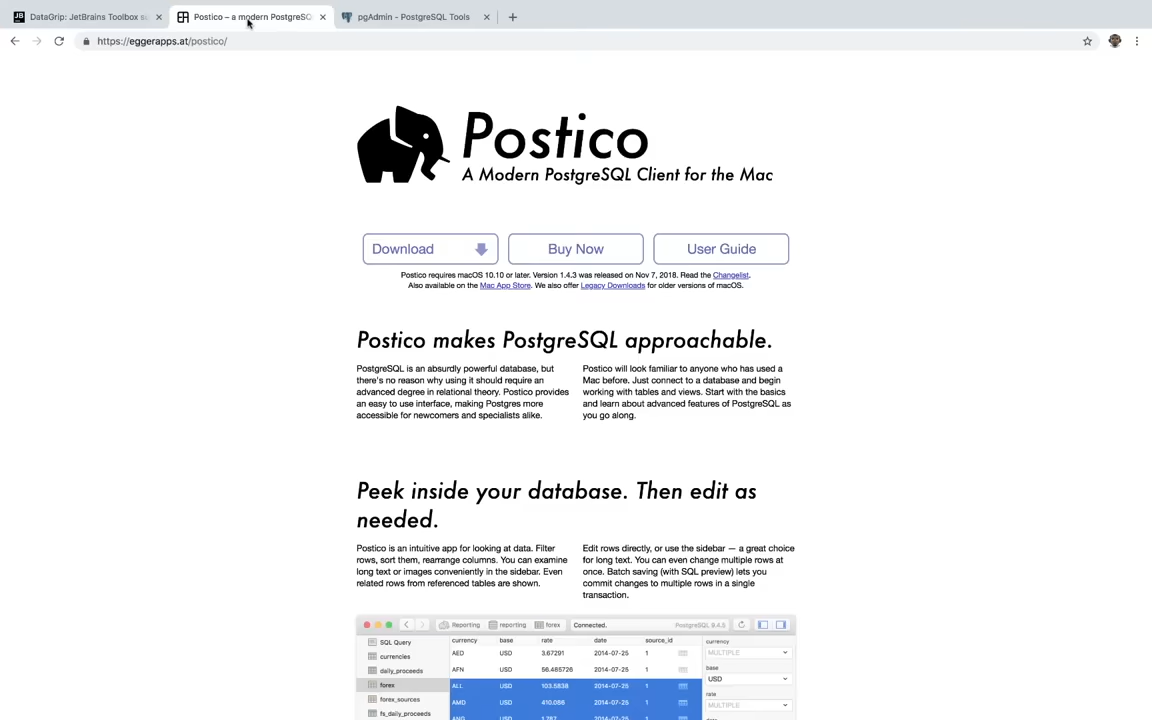 DataGrip: JetBrains Toolbox su
Postico – a modern PostgreSQ
pgAdmin - PostgreSQL Tools
https://eggerapps.at/postico/
Postico
A Modern PostgreSQL Client for the Mac
Download
Buy Now
User Guide
Postico requires macOS 10.10 or later. Version 1.4.3 was released on Nov 7, 2018. Read the Changelist.
Also available on the Mac App Store. We also offer Legacy Downloads for older versions of macOS.
Postico makes PostgreSQL approachable.
PostgreSQL is an absurdly powerful database, but
there's no reason why using it should require an
advanced degree in relational theory. Postico provides
an easy to use interface, making Postgres more
accessible for newcomers and specialists alike.
Postico will look familiar to anyone who has used a
Mac before. Just connect to a database and begin
working with tables and views. Start with the basics
and learn about advanced features of PostgreSQL as
you go along.
Peek inside your database. Then edit as
needed.
Postico is an intuitive app for looking at data. Filter
rows, sort them, rearrange columns. You can examine
long text or images conveniently in the sidebar. Even
related rows from referenced tables are shown.
Edit rows directly, or use the sidebar — a great choice
for long text. You can even change multiple rows at
once. Batch saving (with SQL preview) lets you
commit changes to multiple rows in a single
transaction.
Reporting reporting forex Connected. PostgreSQL 9.4.5
SQL Query
currencies
daily_proceeds
forex
forex_sources
fs_daily_proceeds
currency base rate date source_id
AED USD 3.67291 2014-07-25 1
AFN USD 56.485726 2014-07-25 1
ALL USD 103.5838 2014-07-25 1
AMD USD 410.086 2014-07-25 1
ANG USD 1.787 2014-07-25 1
currency
MULTIPLE
base
USD
rate
MULTIPLE